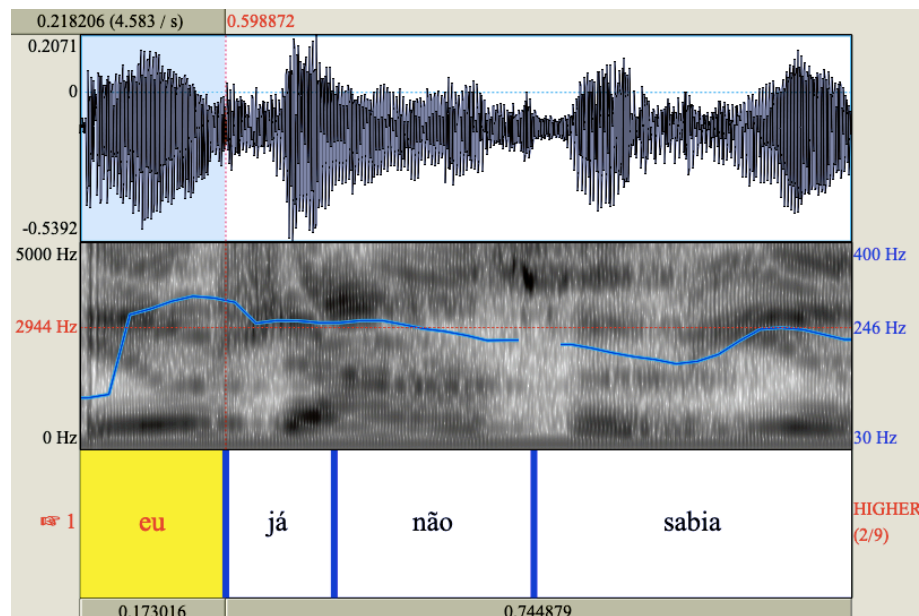 0.218206 (4.583 / s) 0.598872
0.2071
0
-0.5392
5000 Hz 400 Hz
2944 Hz 246 Hz
0 Hz 30 Hz
☞ 1 eu já não sabia HIGHER
(2/9)
0.173016 0.744879